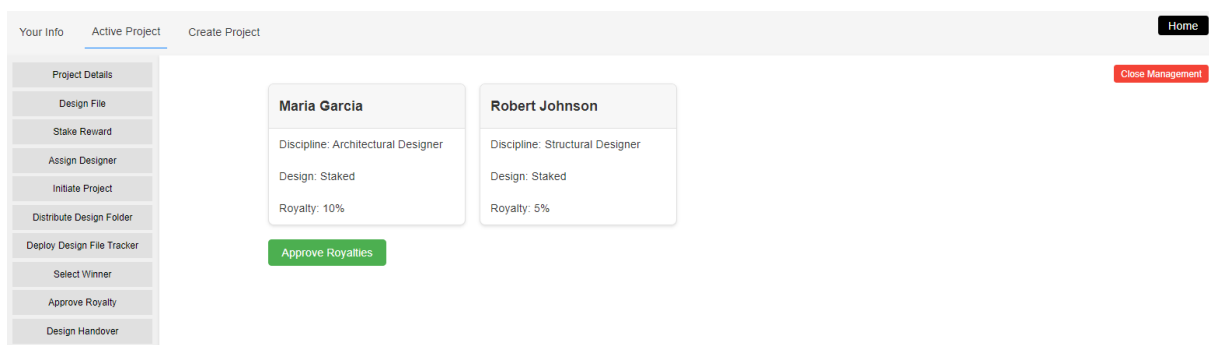 Your Info
Active Project
Create Project
Home
Close Management
Project Details
Design File
Stake Reward
Assign Designer
Initiate Project
Distribute Design Folder
Deploy Design File Tracker
Select Winner
Approve Royalty
Design Handover
Maria Garcia
Discipline: Architectural Designer
Design: Staked
Royalty: 10%
Robert Johnson
Discipline: Structural Designer
Design: Staked
Royalty: 5%
Approve Royalties